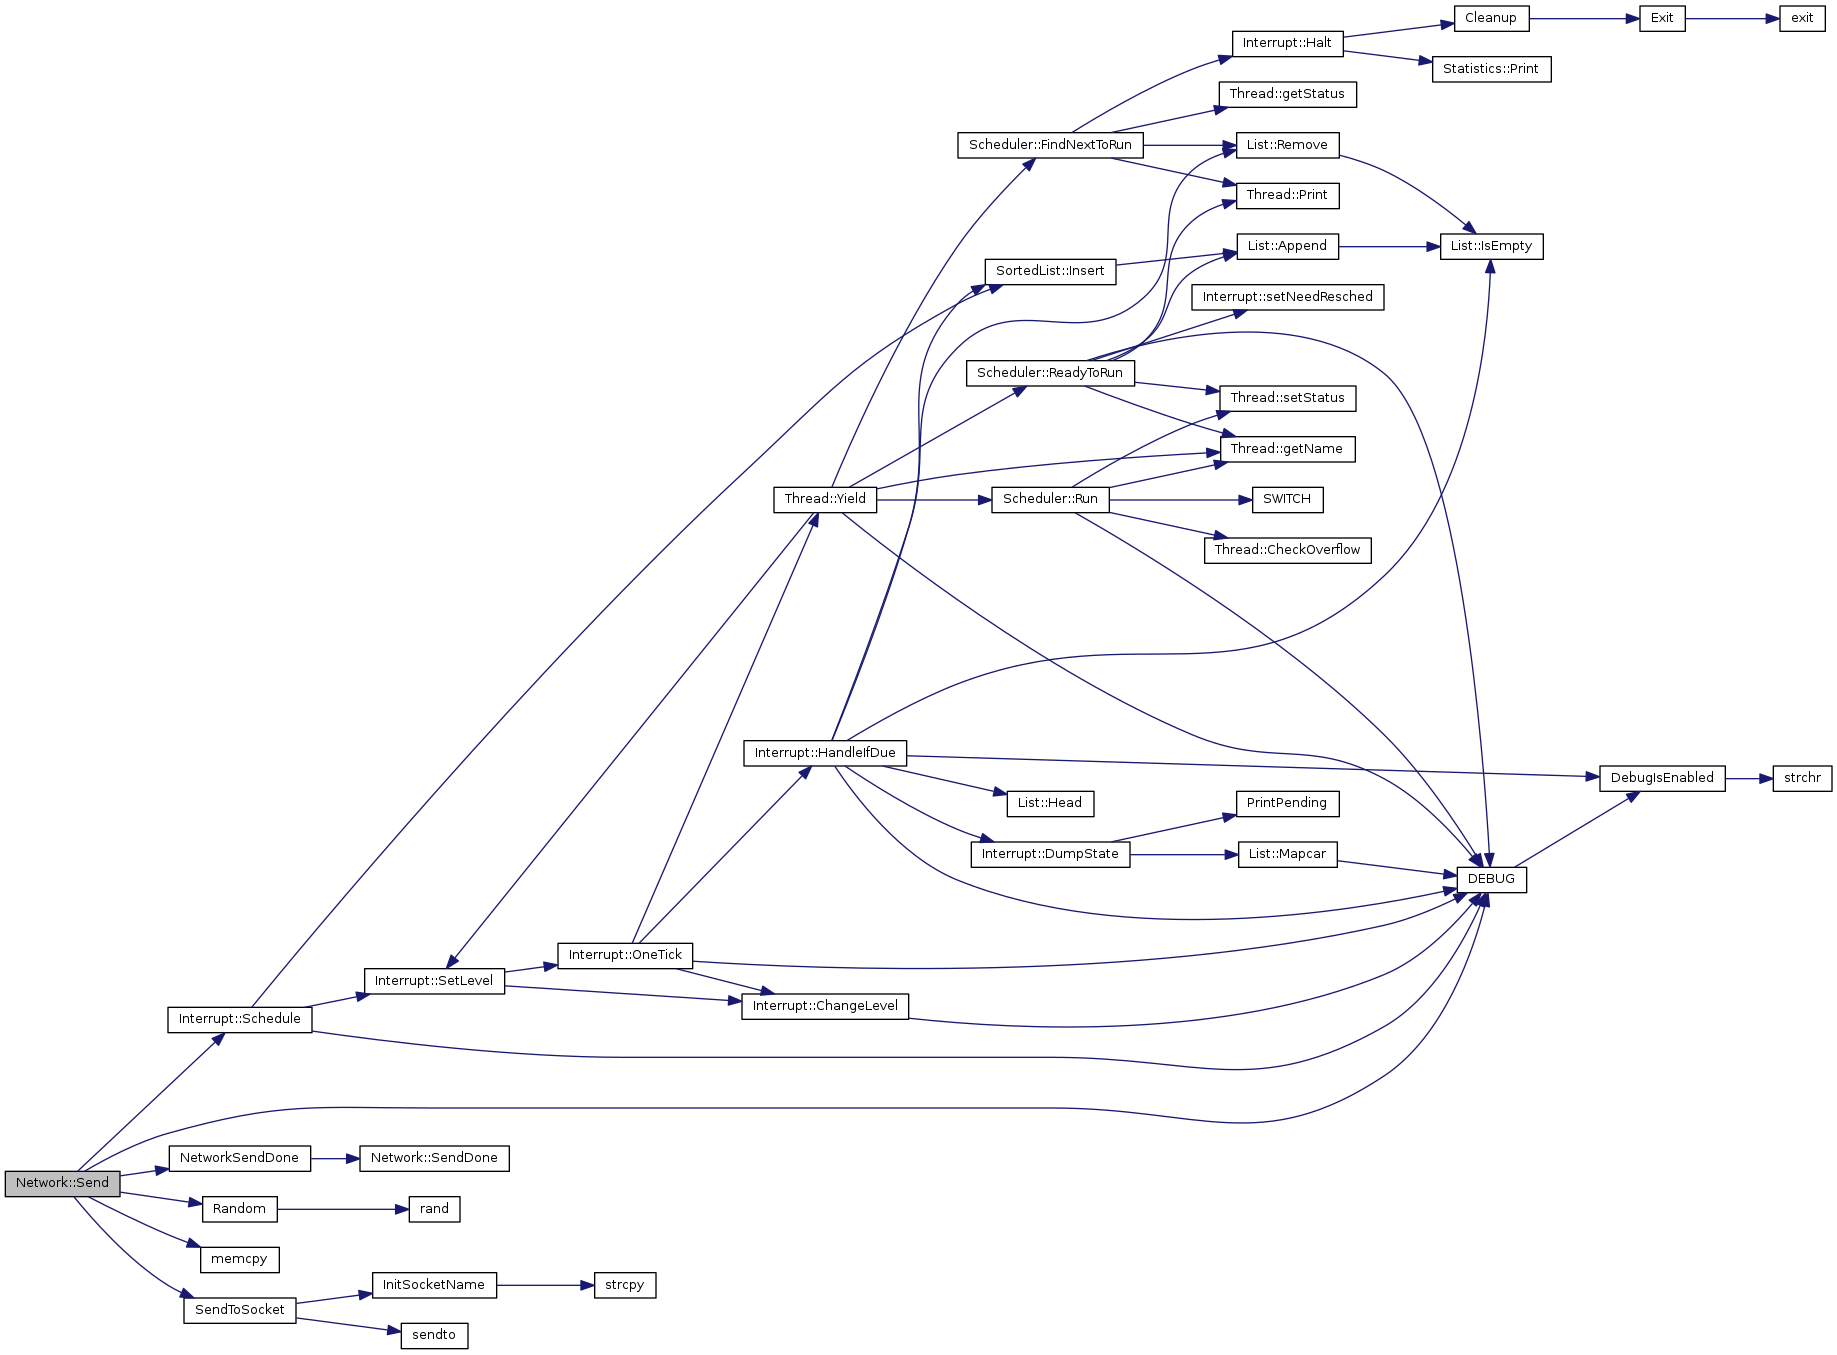 Cleanup
Exit
exit
Interrupt::Halt
Statistics::Print
Thread::getStatus
Scheduler::FindNextToRun
List::Remove
Thread::Print
List::Append
List::IsEmpty
SortedList::Insert
Interrupt::setNeedResched
Scheduler::ReadyToRun
Thread::setStatus
Thread::getName
Thread::Yield
Scheduler::Run
SWITCH
Thread::CheckOverflow
Interrupt::HandleIfDue
DebugIsEnabled
strchr
List::Head
PrintPending
Interrupt::DumpState
List::Mapcar
DEBUG
Interrupt::OneTick
Interrupt::SetLevel
Interrupt::ChangeLevel
Interrupt::Schedule
NetworkSendDone
Network::SendDone
Network::Send
Random
rand
memcpy
InitSocketName
strcpy
SendToSocket
sendto